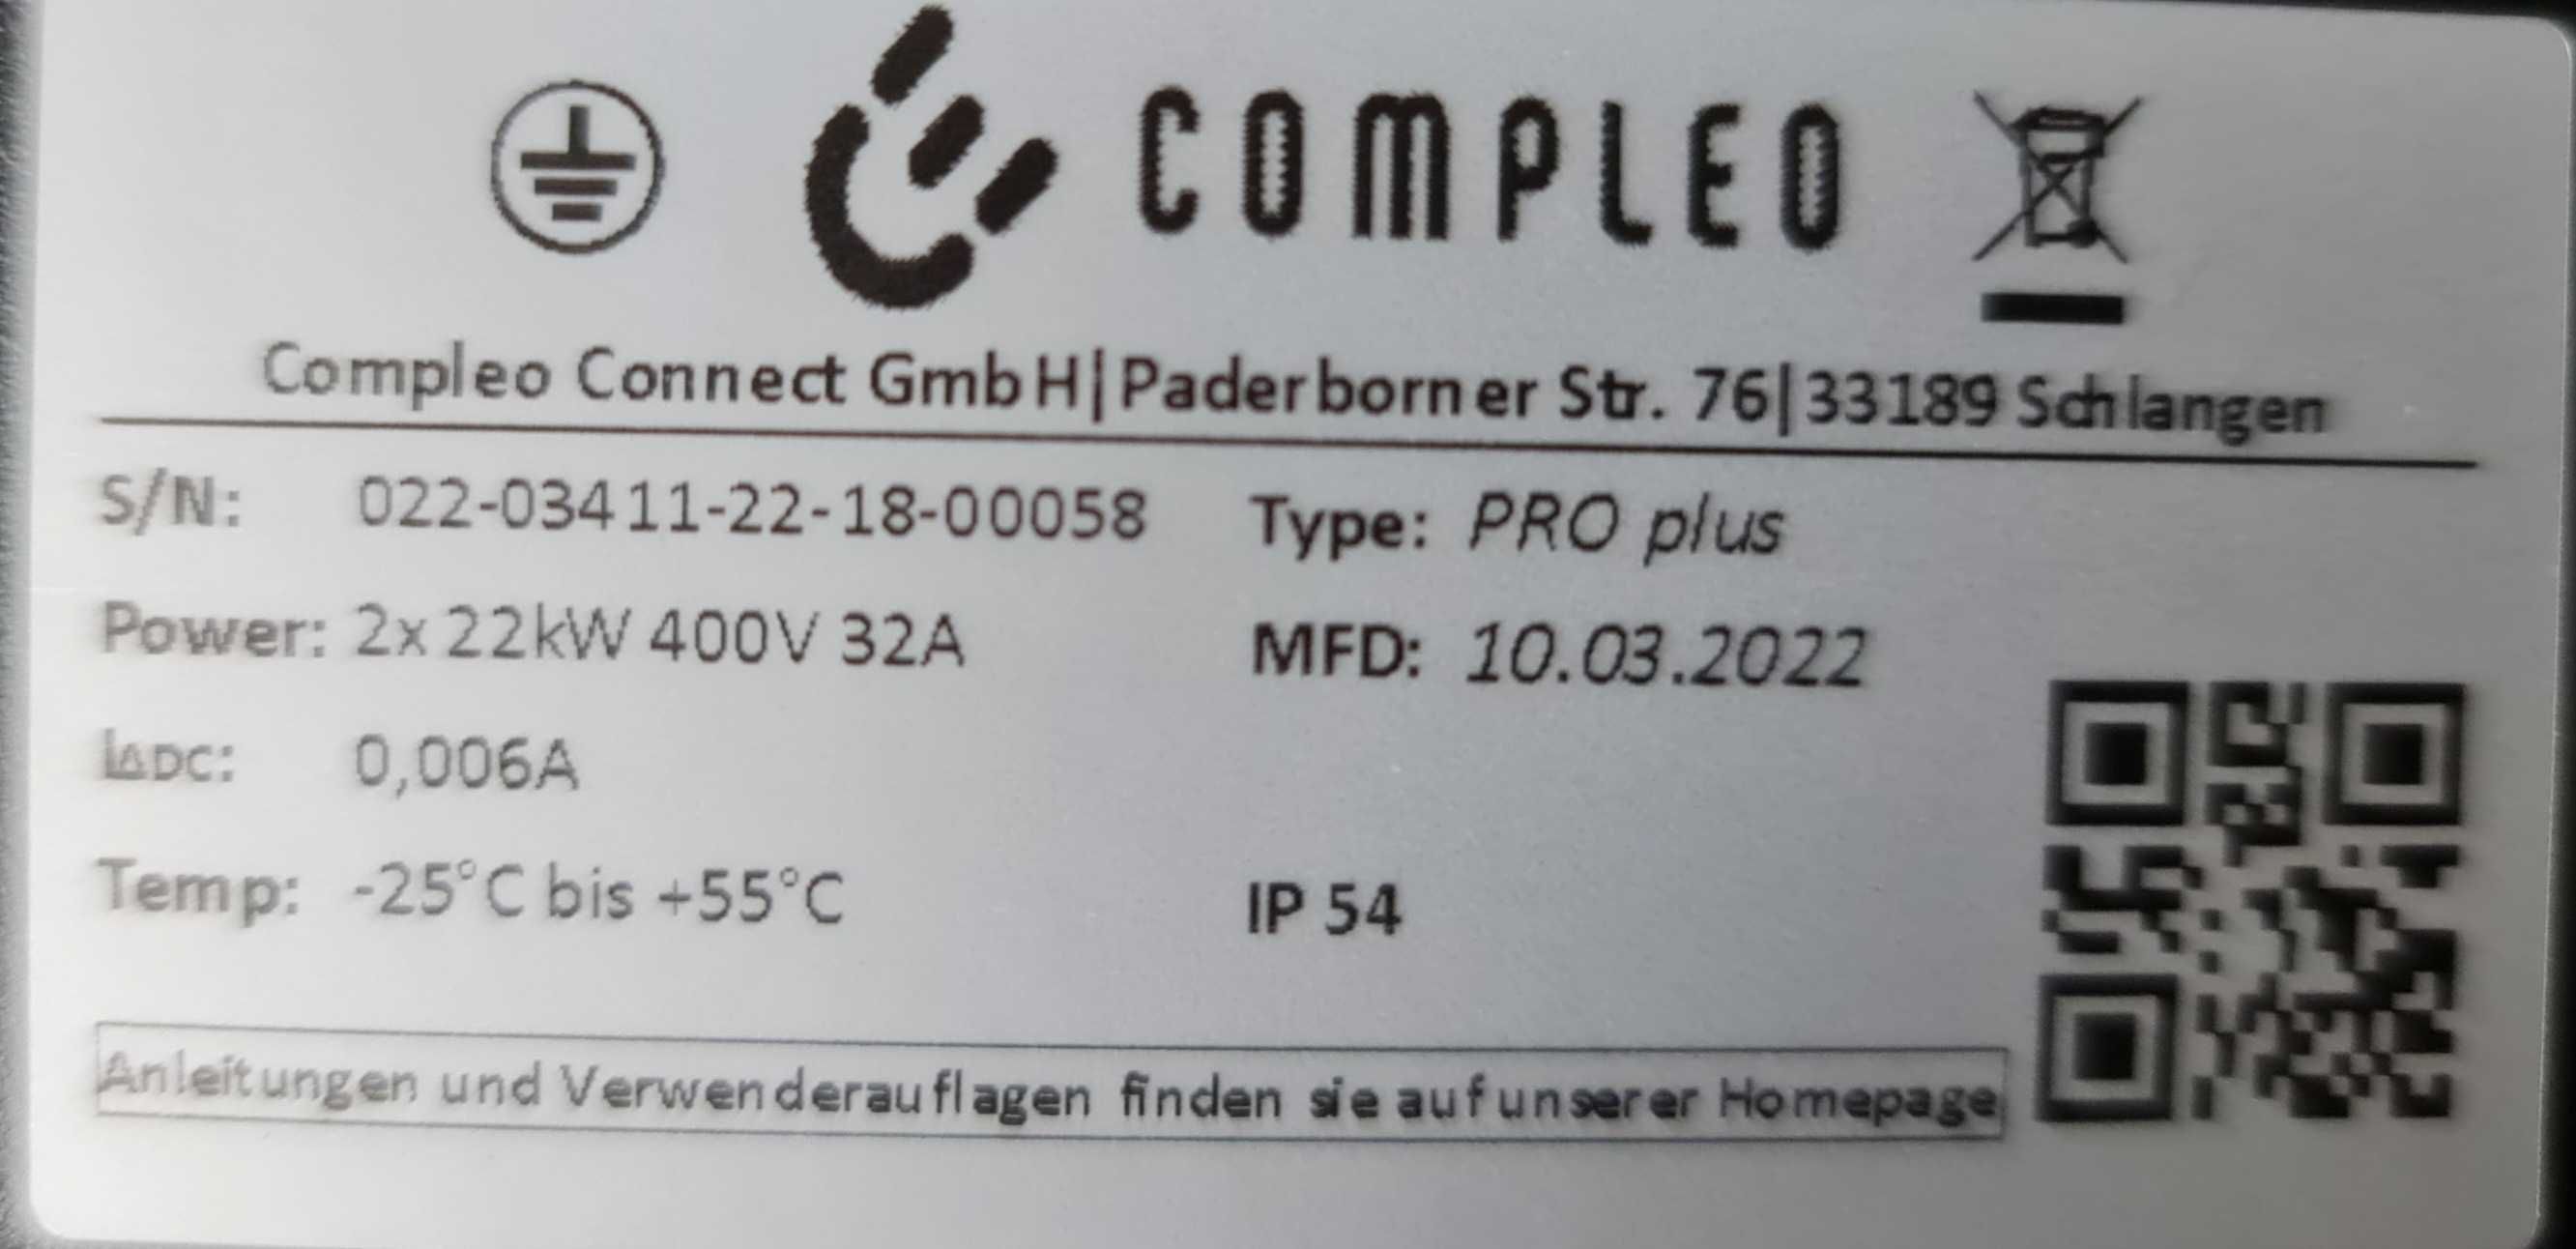 COMPLEO
Compleo Connect GmbH|Paderborner Str. 76|33189 Schlangen
S/N: 022-03411-22-18-00058 Type: PRO plus
Power: 2x 22kW 400V 32A MFD: 10.03.2022
IΔDC: 0,006A
Temp: -25°C bis +55°C IP 54
Anleitungen und Verwenderauflagen finden sie auf unserer Homepage